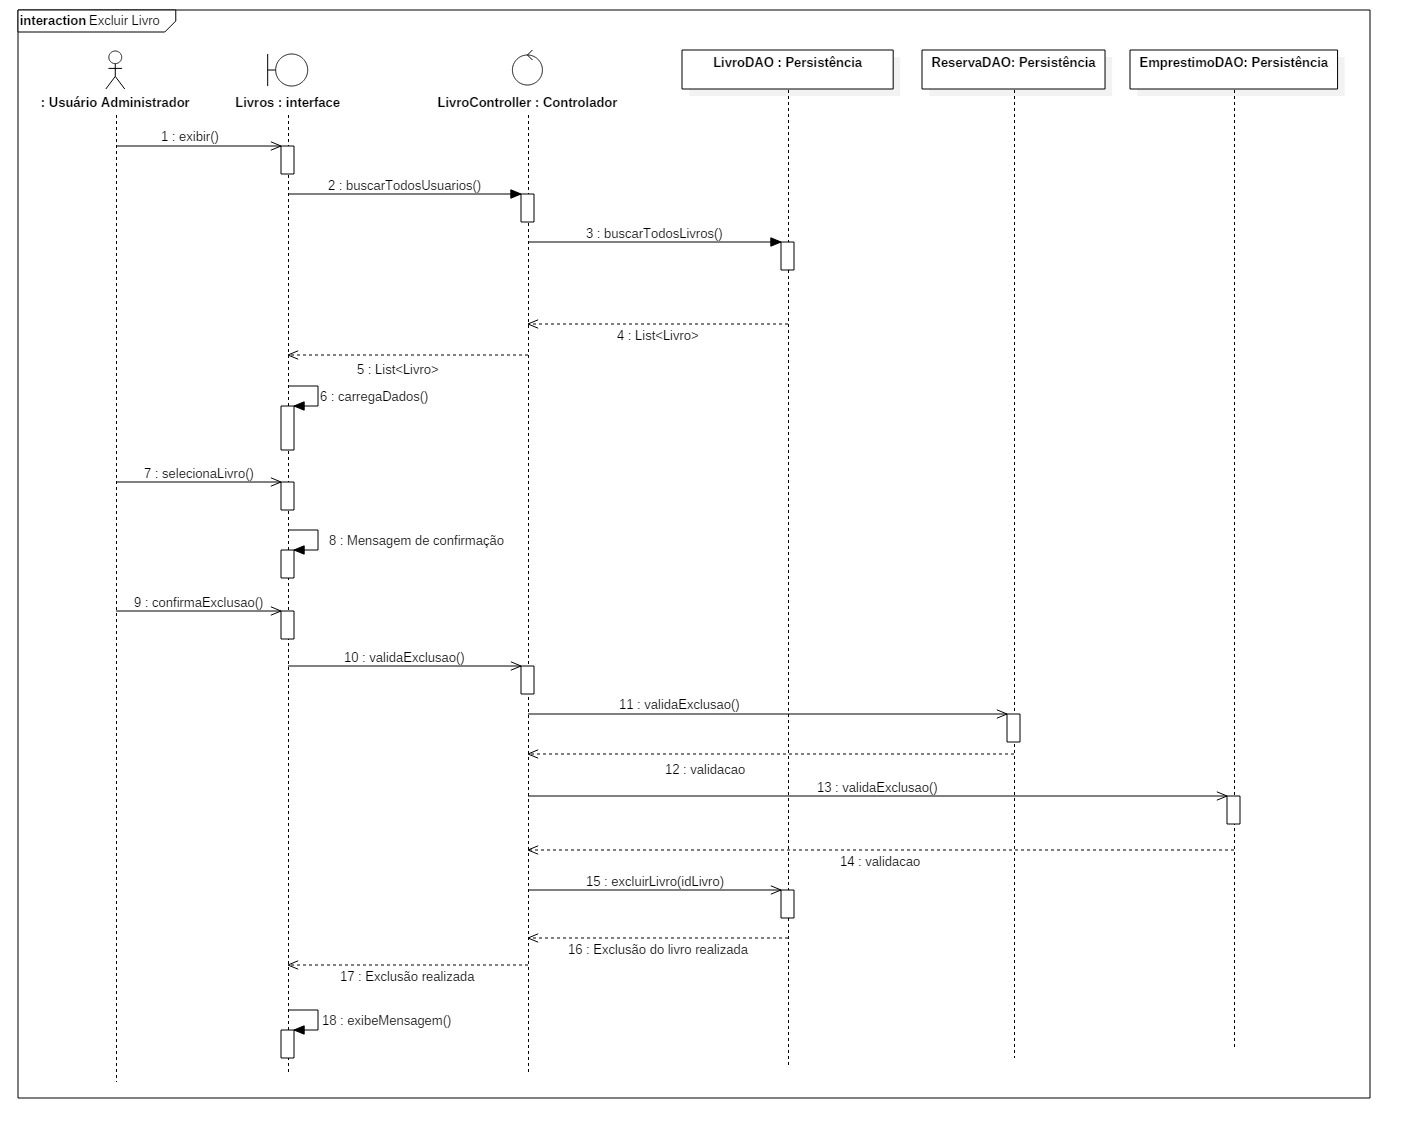 interaction Excluir Livro
: Usuário Administrador
Livros : interface
LivroController : Controlador
LivroDAO : Persistência
ReservaDAO: Persistência
EmprestimoDAO: Persistência
1 : exibir()
2 : buscarTodosUsuarios()
3 : buscarTodosLivros()
4 : List<Livro>
5 : List<Livro>
6 : carregaDados()
7 : selecionaLivro()
8 : Mensagem de confirmação
9 : confirmaExclusao()
10 : validaExclusao()
11 : validaExclusao()
12 : validacao
13 : validaExclusao()
14 : validacao
15 : excluirLivro(idLivro)
16 : Exclusão do livro realizada
17 : Exclusão realizada
18 : exibeMensagem()